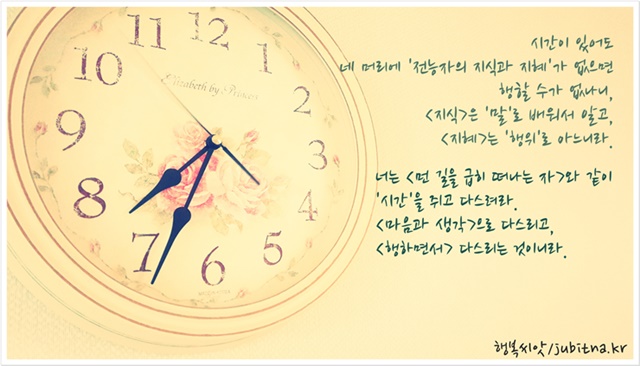 11 12 1
10 2
9 3
8 4
7 6 5
Elizabeth by Princess
시간이 있어도
네 머리에 '전능자의 지식과 지혜'가 없으면
행할 수가 없나니,
<지식>은 '말'로 배워서 알고,
<지혜>는 '행위'로 아느니라.
너는 <먼 길을 급히 떠나는 자>와 같이
'시간'을 쥐고 다스려라.
<마음과 생각>으로 다스리고,
<행하면서> 다스리는 것이니라.
행복씨앗/jubitna.kr